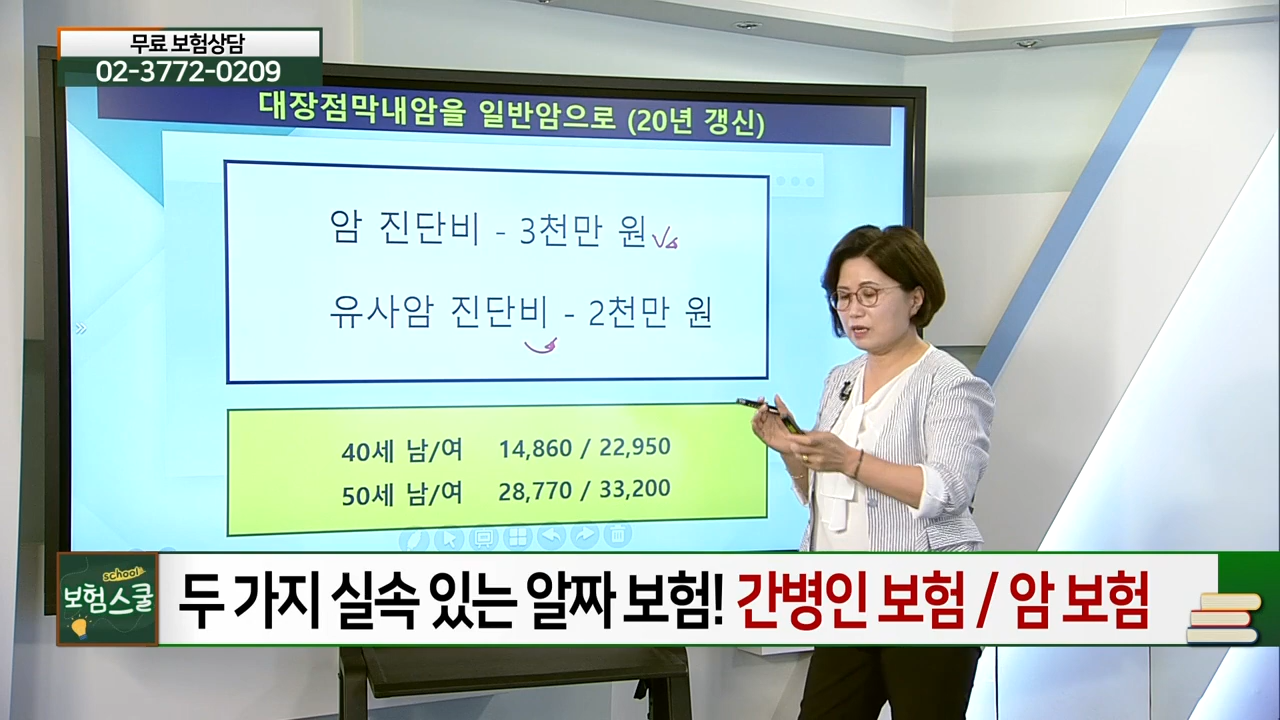 무료 보험상담
02-3772-0209
대장점막내암을 일반암으로 (20년 갱신)
암 진단비 - 3천만 원
유사암 진단비 - 2천만 원
40세 남/여 14,860 / 22,950
50세 남/여 28,770 / 33,200
school
보험스쿨
두 가지 실속 있는 알짜 보험! 간병인 보험 / 암 보험